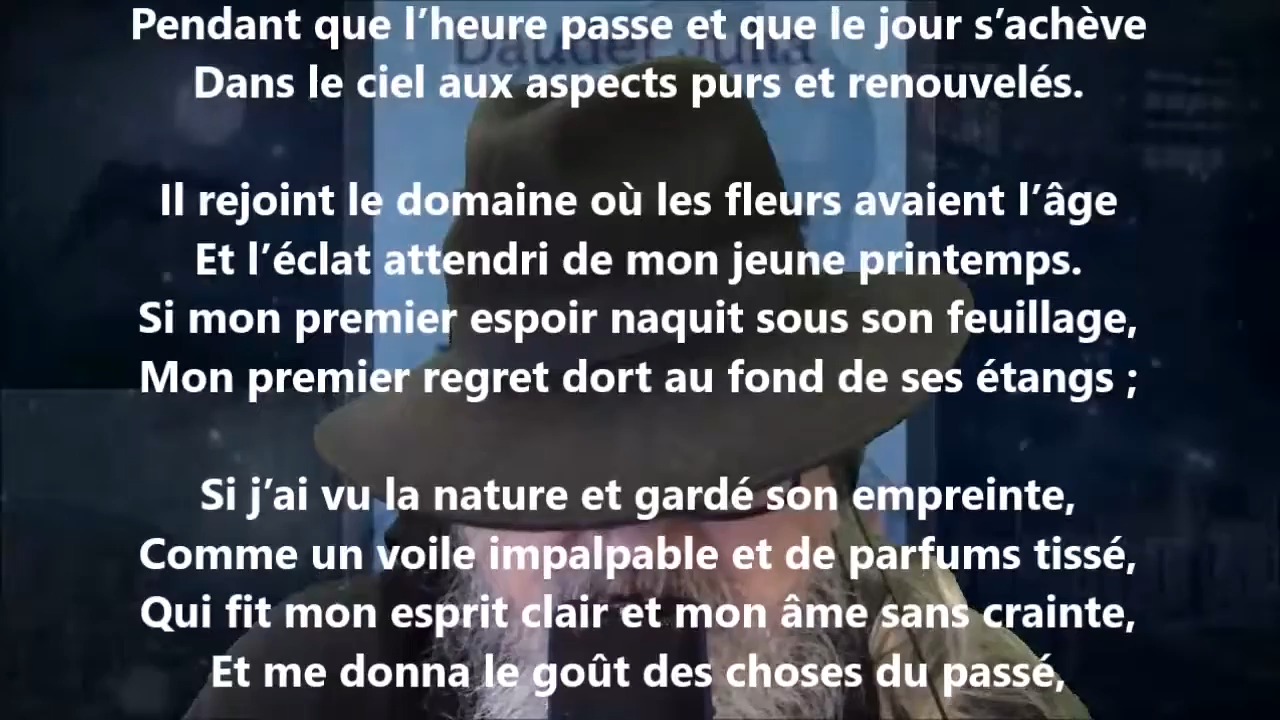 Daudet Julia
Pendant que l’heure passe et que le jour s’achève
Dans le ciel aux aspects purs et renouvelés.
Il rejoint le domaine où les fleurs avaient l’âge
Et l’éclat attendri de mon jeune printemps.
Si mon premier espoir naquit sous son feuillage,
Mon premier regret dort au fond de ses étangs ;
Si j’ai vu la nature et gardé son empreinte,
Comme un voile impalpable et de parfums tissé,
Qui fit mon esprit clair et mon âme sans crainte,
Et me donna le goût des choses du passé,